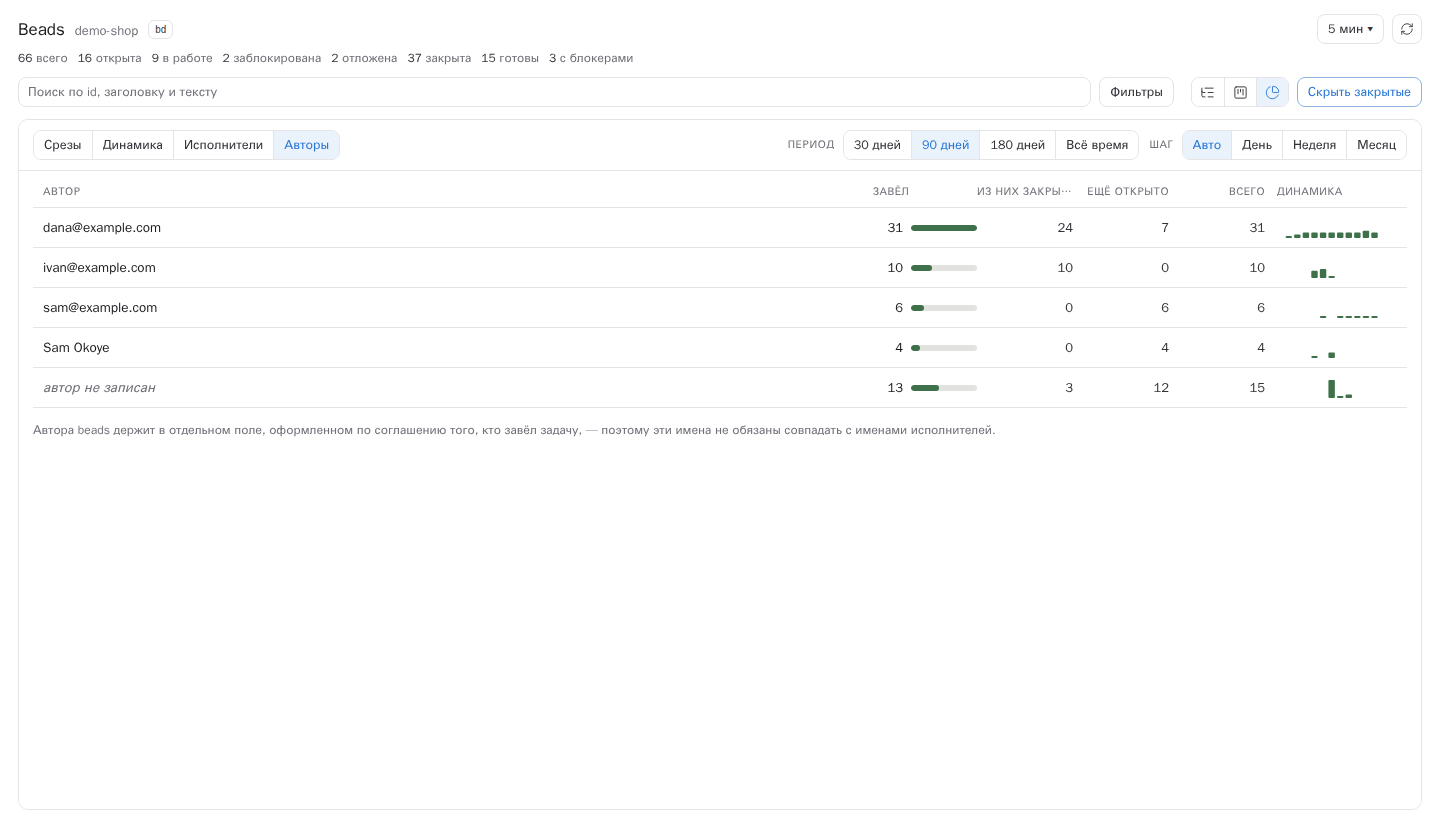 Beads demo-shop bd 5 мин
66 всего 16 открыта 9 в работе 2 заблокирована 2 отложена 37 закрыта 15 готовы 3 с блокерами
Поиск по id, заголовку и тексту Фильтры Скрыть закрытые
Срезы Динамика Исполнители Авторы ПЕРИОД 30 дней 90 дней 180 дней Всё время ШАГ Авто День Неделя Месяц
АВТОР ЗАВЁЛ ИЗ НИХ ЗАКРЫ… ЕЩЁ ОТКРЫТО ВСЕГО ДИНАМИКА
dana@example.com 31 24 7 31
ivan@example.com 10 10 0 10
sam@example.com 6 0 6 6
Sam Okoye 4 0 4 4
автор не записан 13 3 12 15
Автора beads держит в отдельном поле, оформленном по соглашению того, кто завёл задачу, — поэтому эти имена не обязаны совпадать с именами исполнителей.